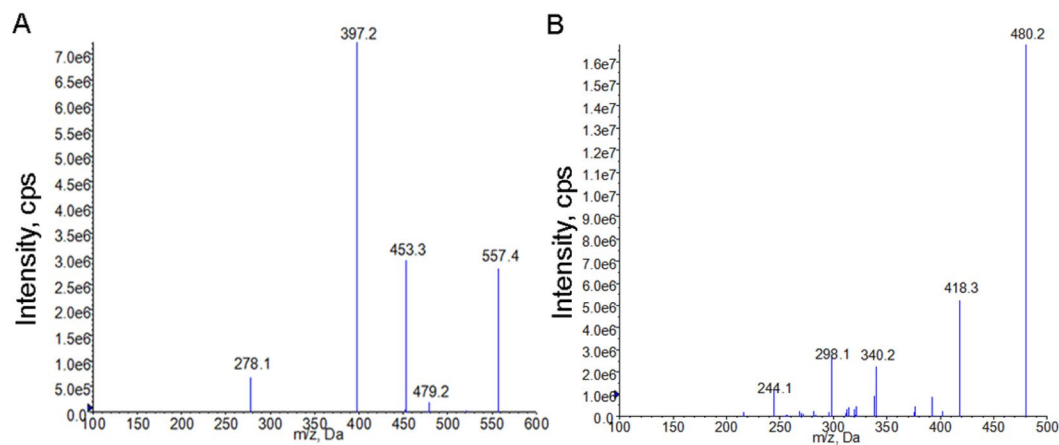 A
Intensity, cps
7.0e6
6.5e6
6.0e6
5.5e6
5.0e6
4.5e6
4.0e6
3.5e6
3.0e6
2.5e6
2.0e6
1.5e6
1.0e6
5.0e5
0.0
397.2
453.3
557.4
278.1
479.2
100 150 200 250 300 350 400 450 500 550 600
m/z, Da
B
Intensity, cps
1.6e7
1.5e7
1.4e7
1.3e7
1.2e7
1.1e7
1.0e7
9.0e6
8.0e6
7.0e6
6.0e6
5.0e6
4.0e6
3.0e6
2.0e6
1.0e6
0.0
480.2
418.3
298.1
340.2
244.1
100 150 200 250 300 350 400 450 500
m/z, Da